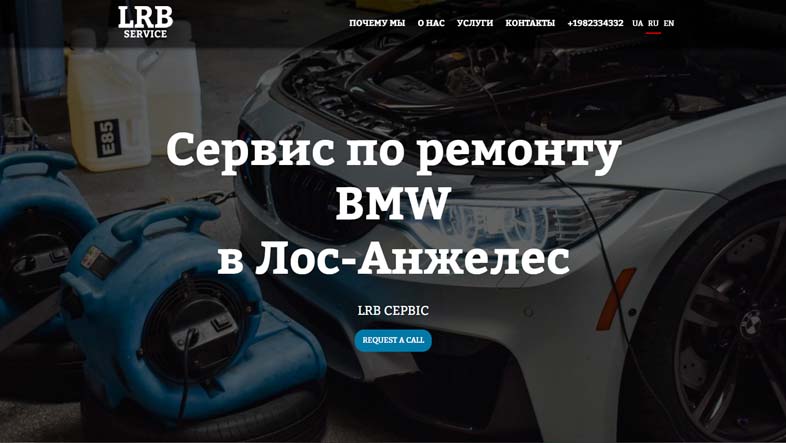 LRB
SERVICE
ПОЧЕМУ МЫ О НАС УСЛУГИ КОНТАКТЫ +1982334332 UA RU EN
E85
Сервис по ремонту
BMW
в Лос-Анжелес
LRB СЕРВІС
REQUEST A CALL